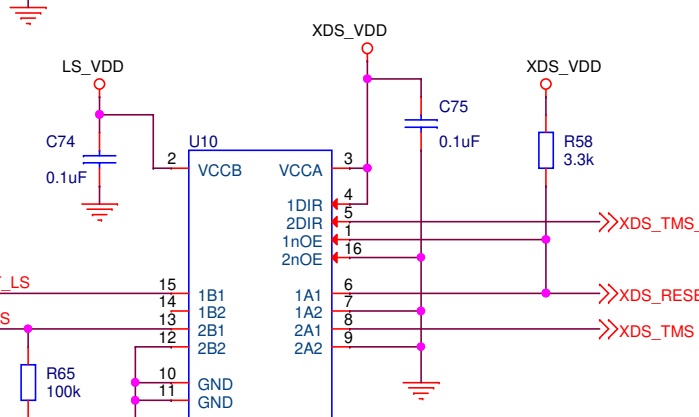 XDS_VDD
LS_VDD
XDS_VDD
C75
0.1uF
C74
0.1uF
R58
3.3k
U10
2
VCCB
VCCA
3
1DIR
4
2DIR
5
XDS_TMS_
1nOE
1
2nOE
16
_LS
15
1B1
1A1
6
XDS_RESE
14
1B2
1A2
7
S
13
2B1
2A1
8
XDS_TMS
12
2B2
2A2
9
R65
100k
10
GND
11
GND